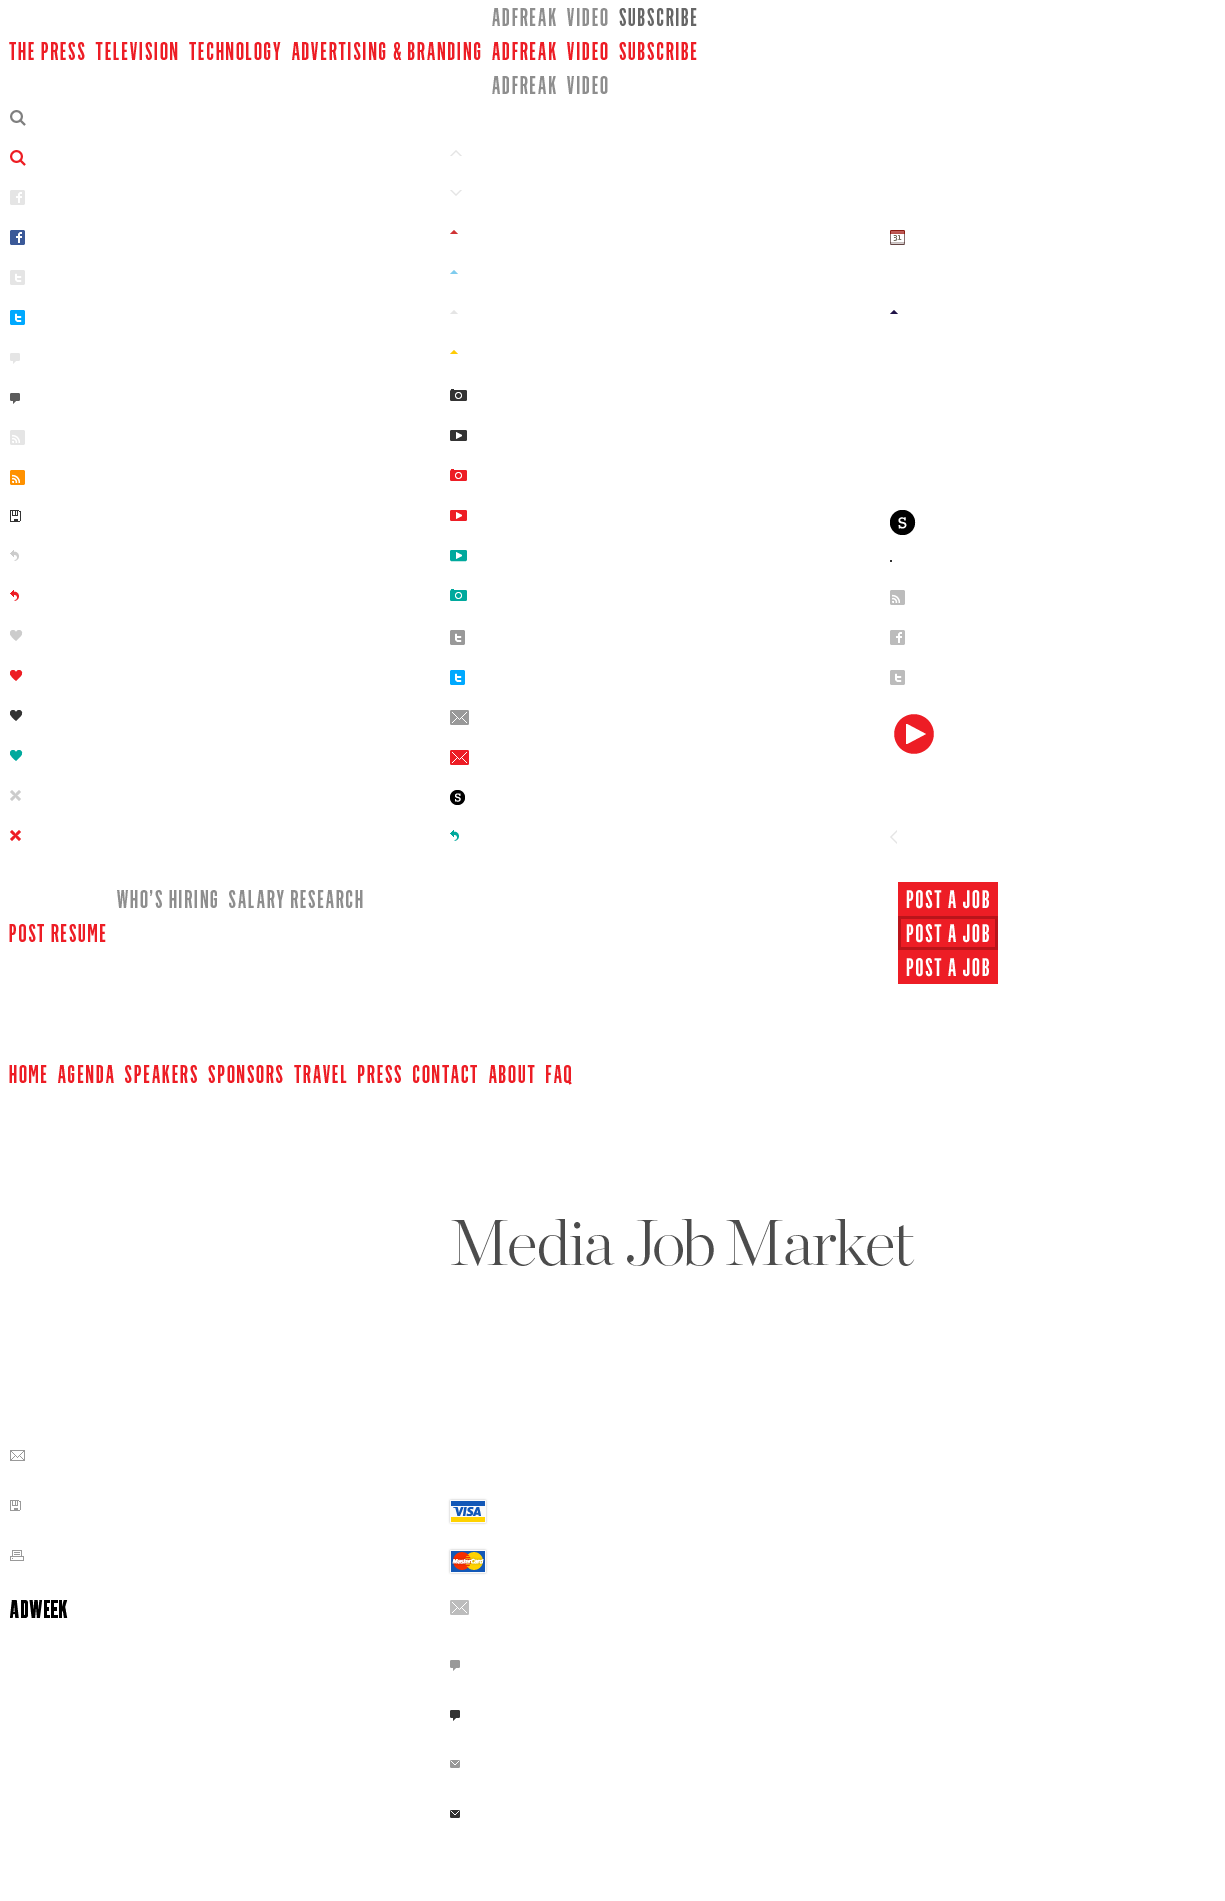 ADFREAK VIDEO SUBSCRIBE
THE PRESS TELEVISION TECHNOLOGY ADVERTISING & BRANDING ADFREAK VIDEO SUBSCRIBE
ADFREAK VIDEO
f
f
t
31
t
S
f
t
t
t
S
WHO'S HIRING SALARY RESEARCH POST A JOB
POST RESUME POST A JOB
POST A JOB
HOME AGENDA SPEAKERS SPONSORS TRAVEL PRESS CONTACT ABOUT FAQ
Media Job Market
VISA
MasterCard
ADWEEK